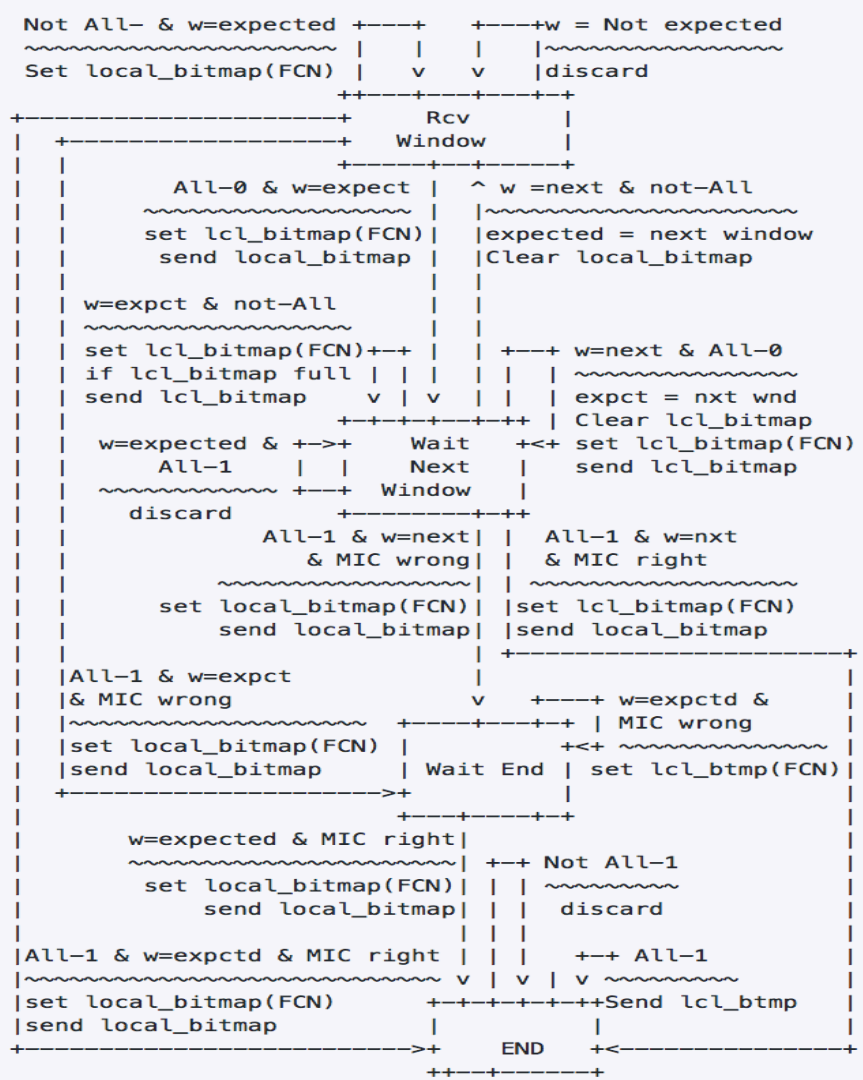 Not All- & w=expected +---+   +---+w = Not expected
~~~~~~~~~~~~~~~~~~~~~ |   |   |   |~~~~~~~~~~~~~~~~
Set local_bitmap(FCN) |   v   v   |discard
                     ++---+---+---+-+
+---------------------+     Rcv      |
|  +------------------+   Window     |
|  |                  +-----+--+-----+
|  |       All-0 & w=expect |  ^ w =next & not-All
|  |     ~~~~~~~~~~~~~~~~~~ |  |~~~~~~~~~~~~~~~~~~~~~
|  |     set lcl_bitmap(FCN)|  |expected = next window
|  |      send local_bitmap |  |Clear local_bitmap
|  |                        |  |
|  | w=expct & not-All      |  |
|  | ~~~~~~~~~~~~~~~~~~     |  |
|  | set lcl_bitmap(FCN)+-+ |  | +--+ w=next & All-0
|  | if lcl_bitmap full | | |  | |  | ~~~~~~~~~~~~~~~
|  | send lcl_bitmap    v | v  | |  | expct = nxt wnd
|  |                  +-+-+-+--+-++ | Clear lcl_bitmap
|  |  w=expected & +->+    Wait   +<+ set lcl_bitmap(FCN)
|  |      All-1    |  |    Next   |   send lcl_bitmap
|  |  ~~~~~~~~~~~~ +--+  Window   |
|  |    discard       +--------+-++
|  |             All-1 & w=next| |  All-1 & w=nxt
|  |                & MIC wrong| |  & MIC right
|  |          ~~~~~~~~~~~~~~~~~| | ~~~~~~~~~~~~~~~~~~
|  |      set local_bitmap(FCN)| |set lcl_bitmap(FCN)
|  |          send local_bitmap| |send local_bitmap
|  |                           | +----------------------+
|  |All-1 & w=expct            |                        |
|  |& MIC wrong                v   +---+ w=expctd &     |
|  |~~~~~~~~~~~~~~~~~~~~  +----+---+-+ | MIC wrong      |
|  |set local_bitmap(FCN) |          +<+ ~~~~~~~~~~~~~~ |
|  |send local_bitmap     | Wait End | set lcl_btmp(FCN)|
|  +--------------------->+          |                  |
|                         +---+----+-+                  |
|       w=expected & MIC right|                         |
|       ~~~~~~~~~~~~~~~~~~~~~~| +-+ Not All-1           |
|        set local_bitmap(FCN)| | | ~~~~~~~~~           |
|            send local_bitmap| | |  discard            |
|                             | | |                     |
|All-1 & w=expctd & MIC right | | |   +-+ All-1         |
|~~~~~~~~~~~~~~~~~~~~~~~~~~~~ v | v | v ~~~~~~~~~       |
|set local_bitmap(FCN)      +-+-+-+-+-++Send lcl_btmp   |
|send local_bitmap          |          |                |
+-------------------------->+    END   +<---------------+
                            ++--+------+